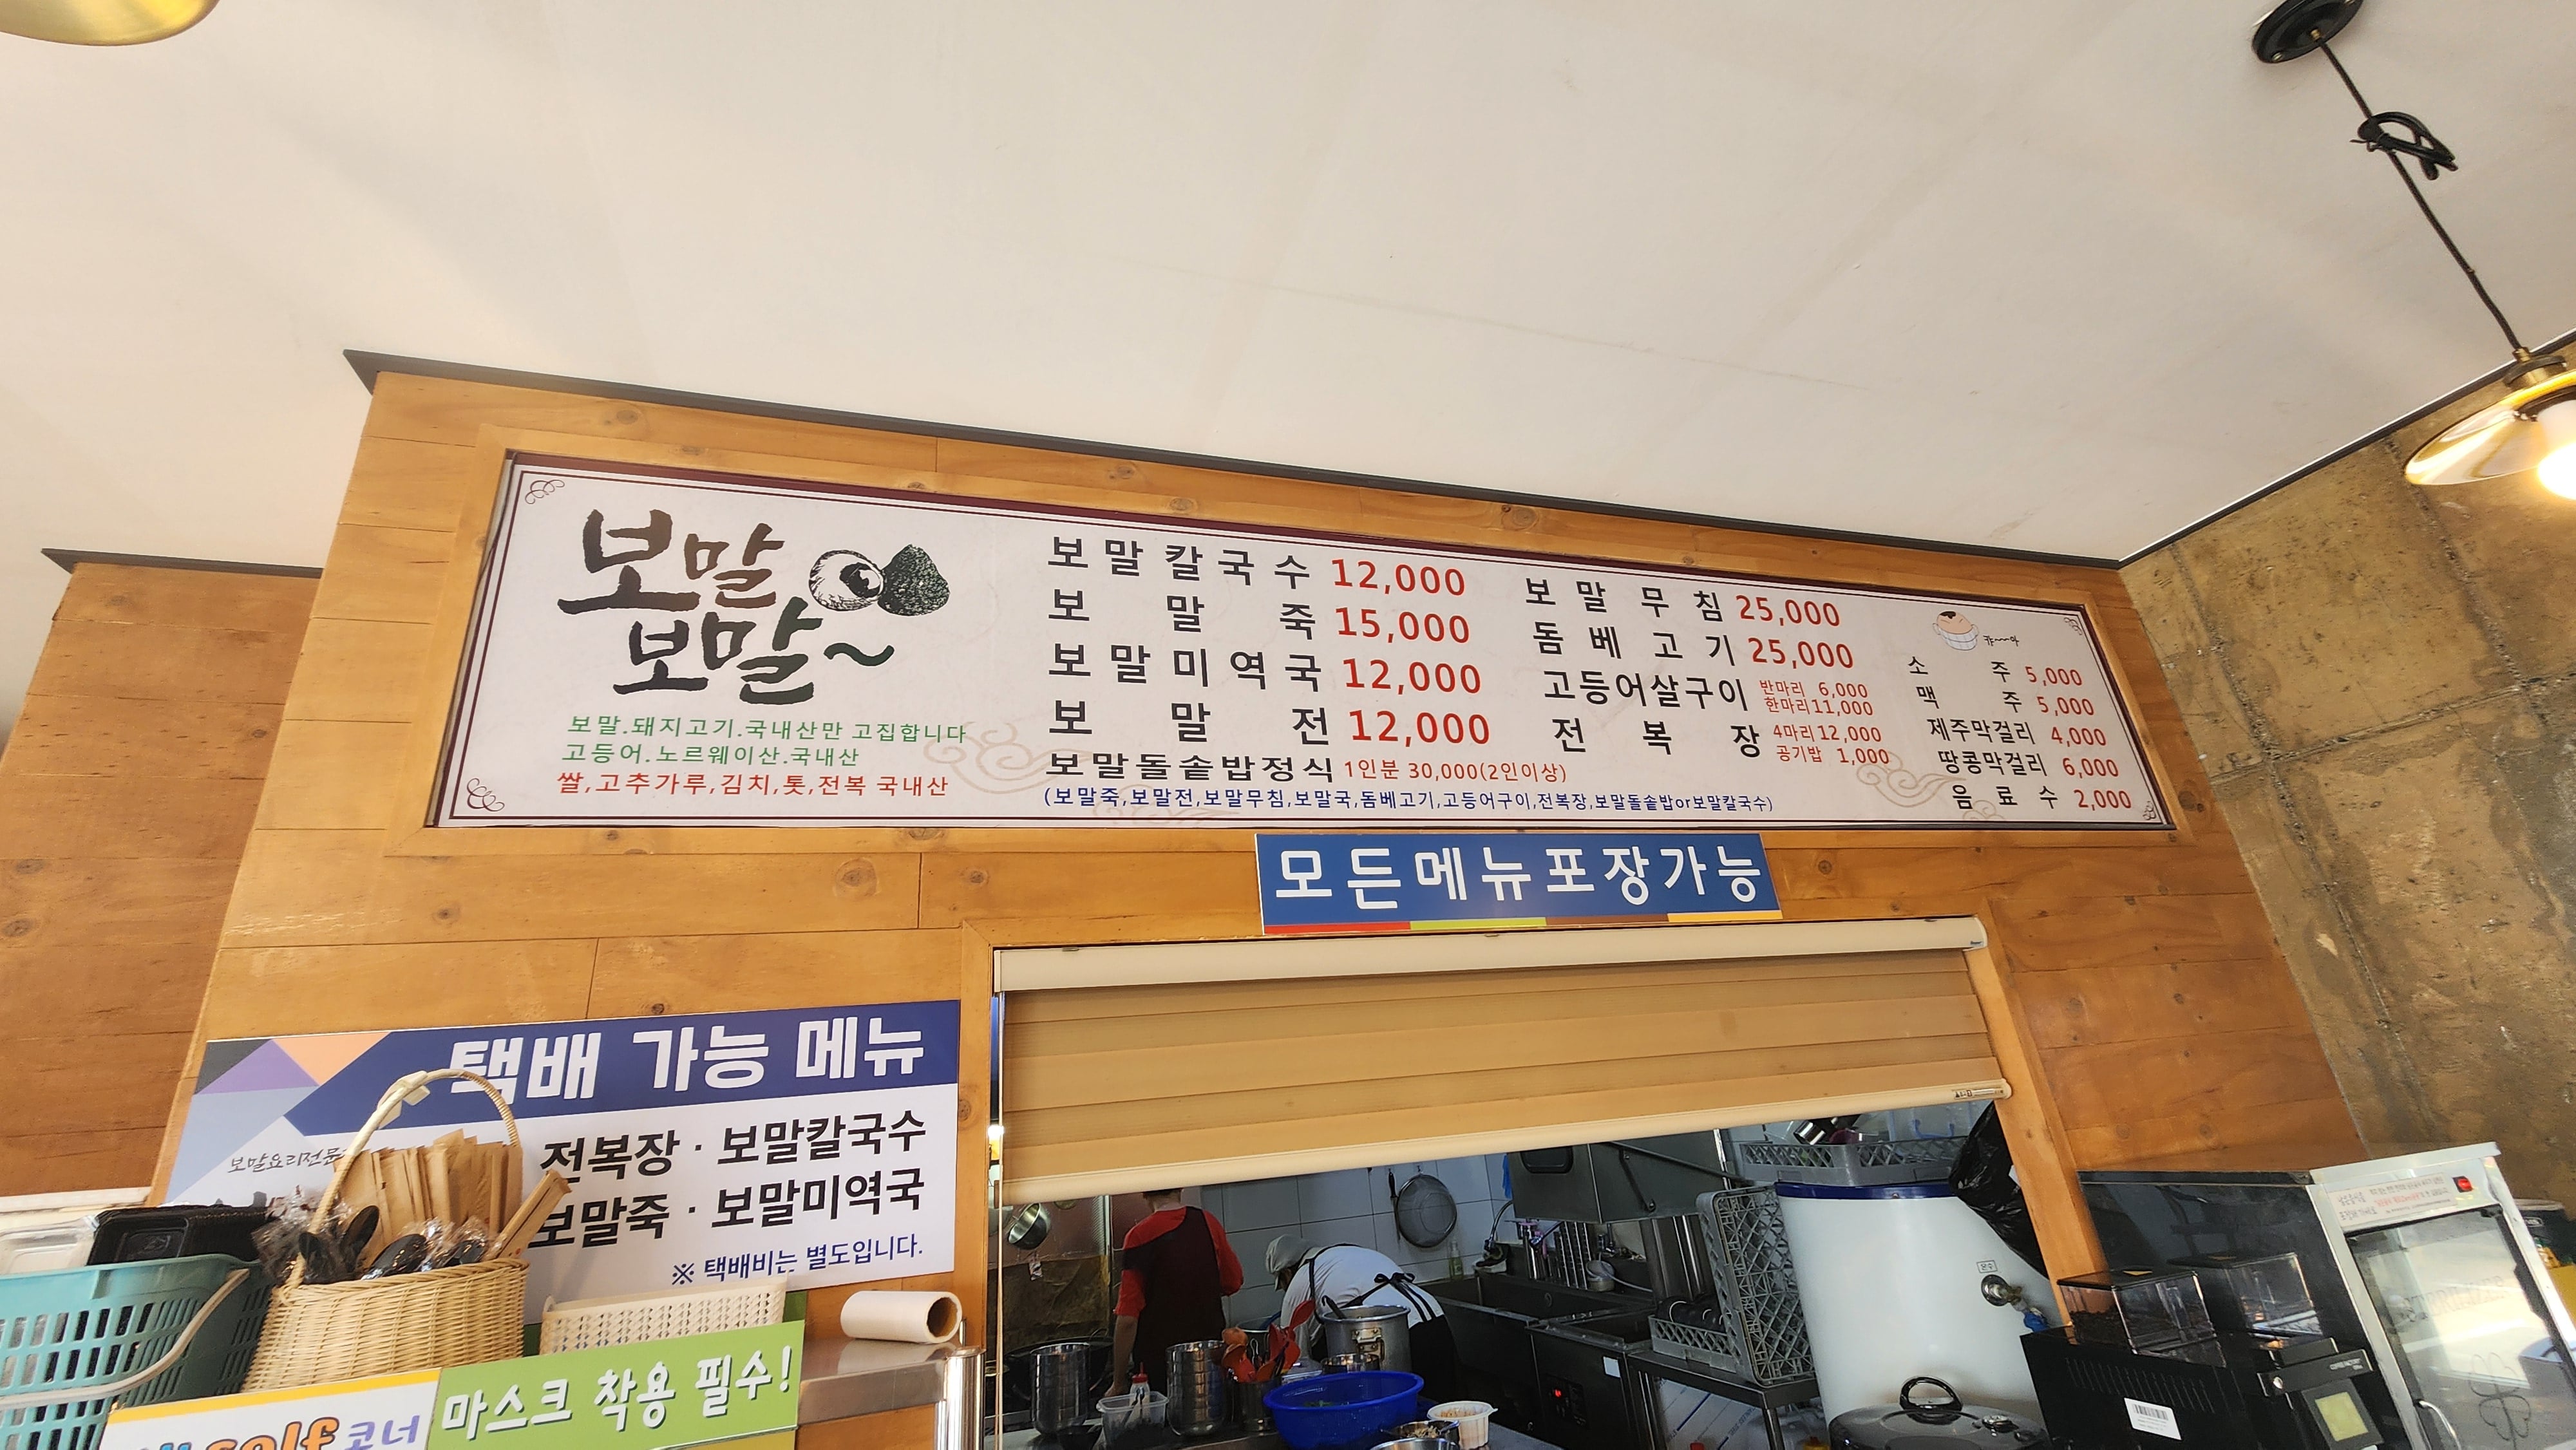 보말
보말~
보말.돼지고기.국내산만 고집합니다
고등어.노르웨이산.국내산
쌀,고추가루,김치,톳,전복 국내산
보말칼국수 12,000
보말죽 15,000
보말미역국 12,000
보말전 12,000
보말돌솥밥정식 1인분 30,000(2인이상)
(보말죽,보말전,보말무침,보말국,돔베고기,고등어구이,전복장,보말돌솥밥or보말칼국수)
보말무침 25,000
돔베고기 25,000
고등어살구이 반마리 6,000
한마리 11,000
전복장 4마리 12,000
공기밥 1,000
캬~~아
소주 5,000
맥주 5,000
제주막걸리 4,000
땅콩막걸리 6,000
음료수 2,000
모든메뉴포장가능
택배 가능 메뉴
보말요리전문
전복장 · 보말칼국수
보말죽 · 보말미역국
※ 택배비는 별도입니다.
마스크 착용 필수!
self 코너
온수